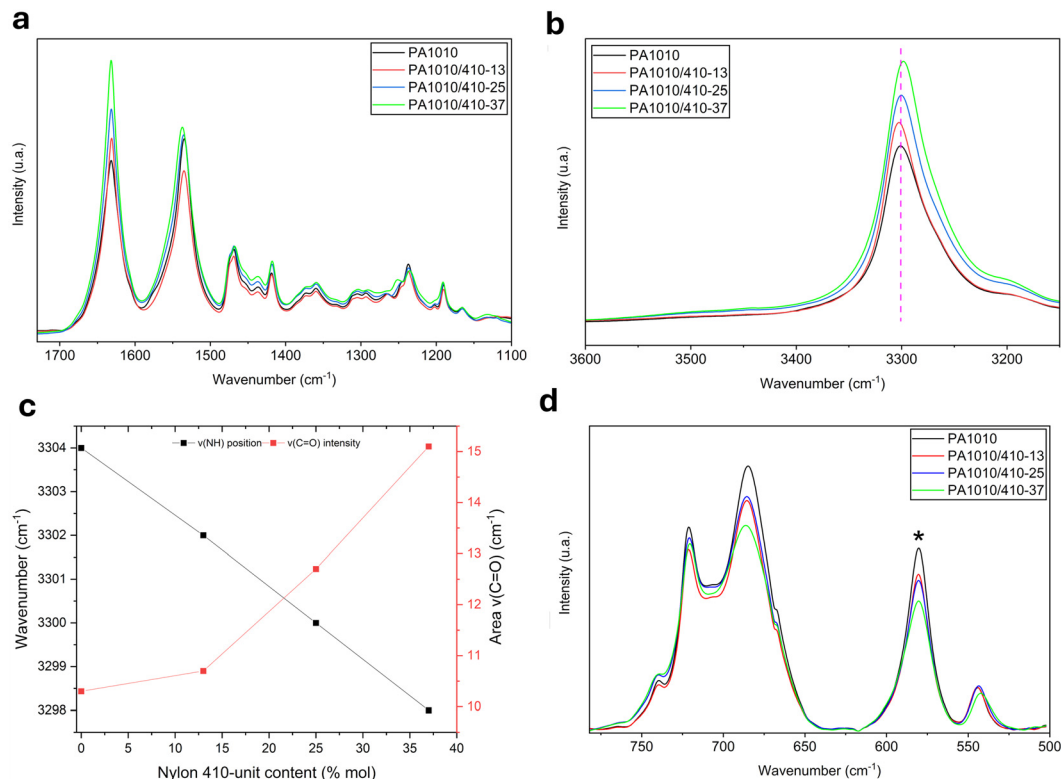 a
PA1010
PA1010/410-13
PA1010/410-25
PA1010/410-37
Intensity (u.a.)
1700 1600 1500 1400 1300 1200 1100
Wavenumber (cm⁻¹)
b
PA1010
PA1010/410-13
PA1010/410-25
PA1010/410-37
Intensity (u.a.)
3600 3500 3400 3300 3200
Wavenumber (cm⁻¹)
c
v(NH) position v(C=O) intensity
3304
3303
3302
3301
3300
3299
3298
Wavenumber (cm⁻¹)
15
14
13
12
11
10
Area v(C=O) (cm⁻¹)
0 5 10 15 20 25 30 35 40
Nylon 410-unit content (% mol)
d
PA1010
PA1010/410-13
PA1010/410-25
PA1010/410-37
*
Intensity (u.a.)
750 700 650 600 550 500
Wavenumber (cm⁻¹)